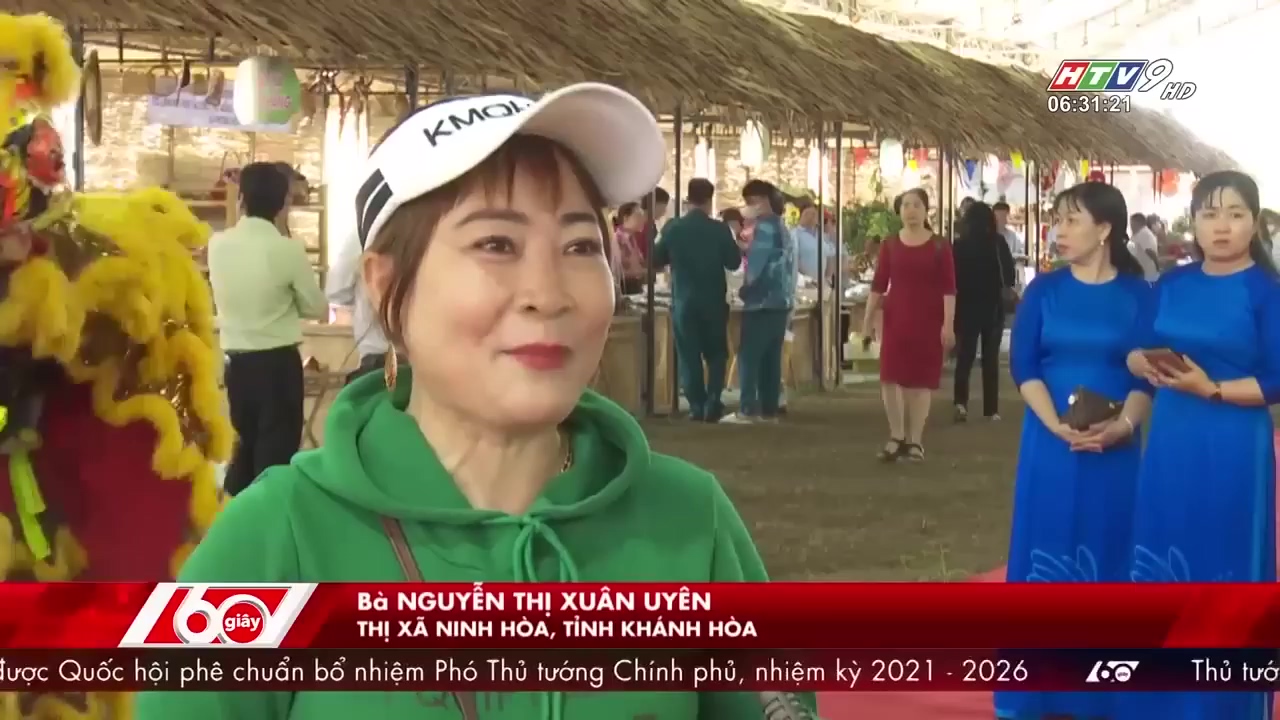 HTV9 HD
06:31:21
60 giây
Bà NGUYỄN THỊ XUÂN UYÊN
THỊ XÃ NINH HÒA, TỈNH KHÁNH HÒA
được Quốc hội phê chuẩn bổ nhiệm Phó Thủ tướng Chính phủ, nhiệm kỳ 2021 - 2026
60
Thủ tướ